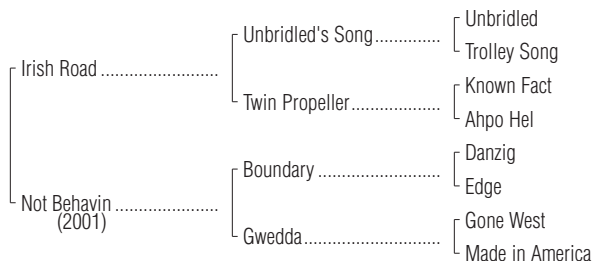 Unbridled
Unbridled's Song..............
Trolley Song
Irish Road .........................
Known Fact
Twin Propeller...................
Ahpo Hel
Danzig
Boundary ..........................
Edge
Not Behavin ......................
(2001)
Gone West
Gwedda.............................
Made in America